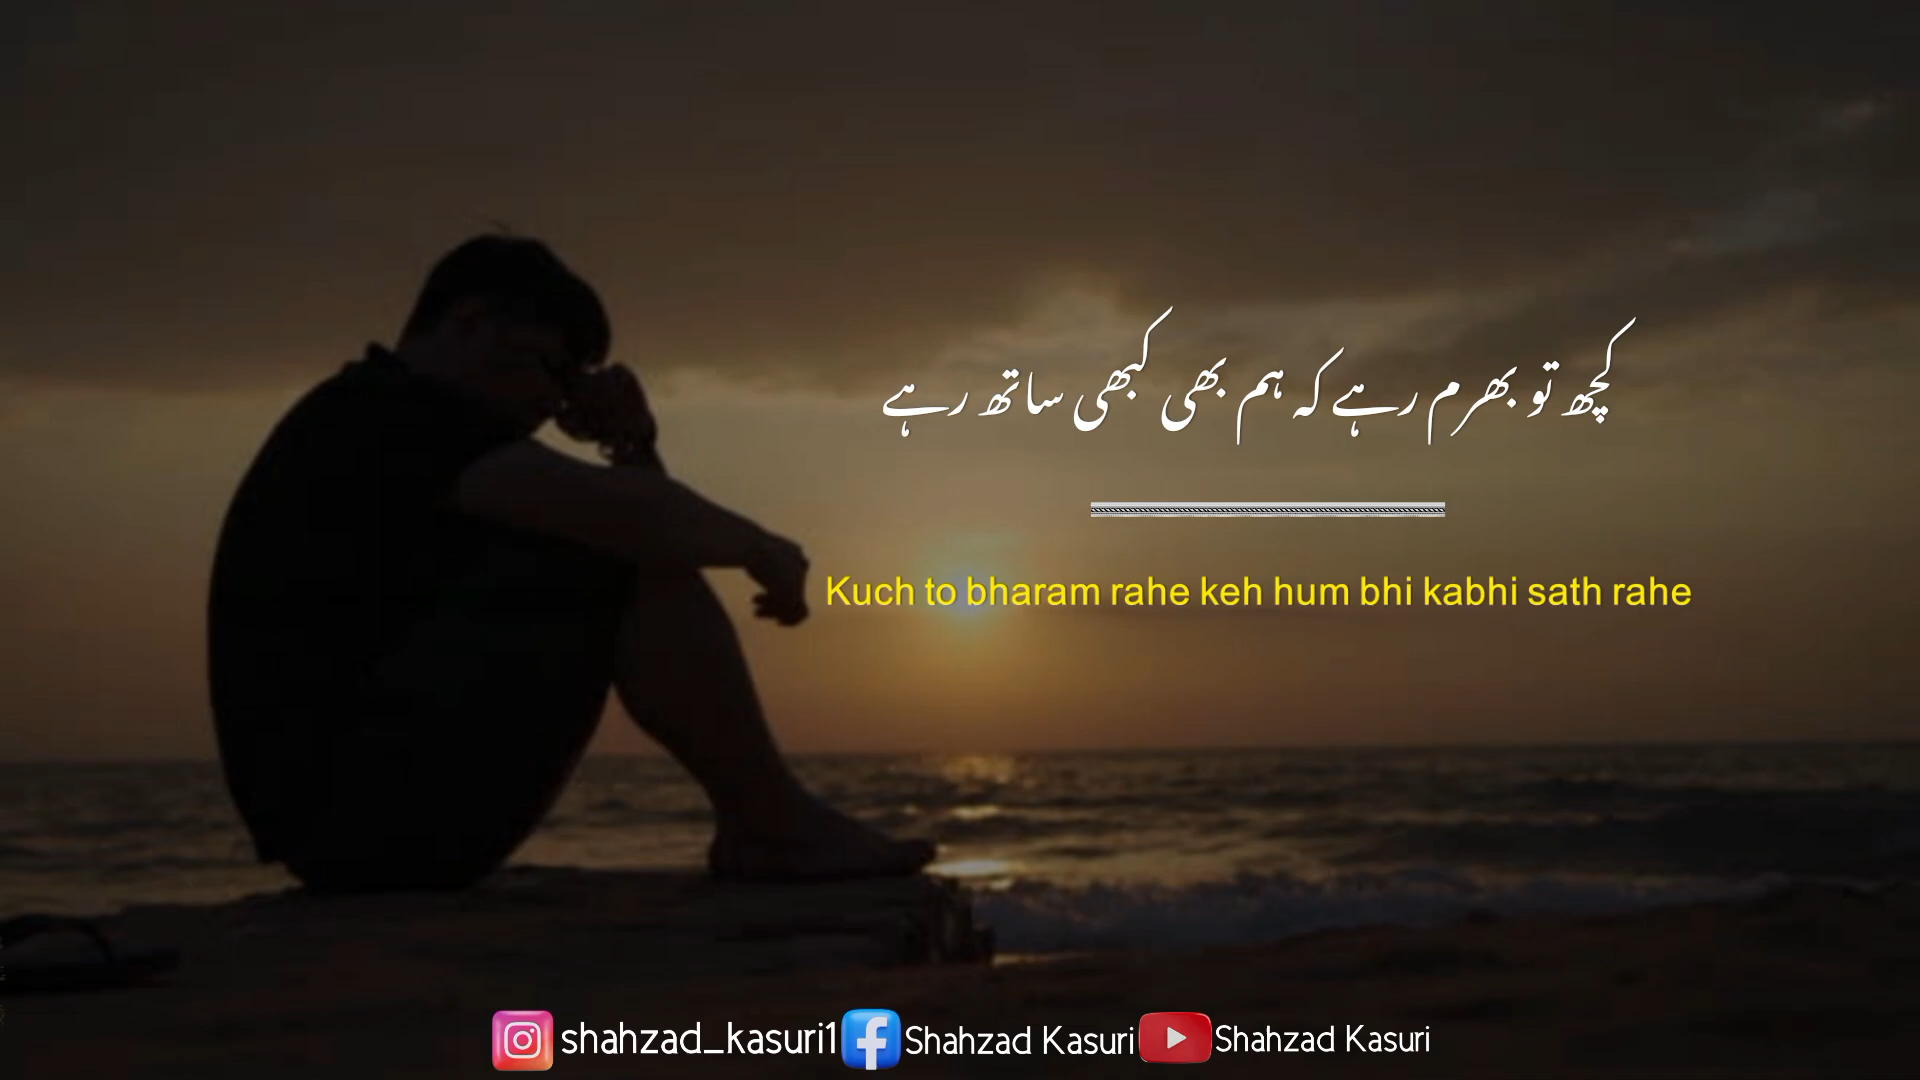 کچھ تو بھرم رہے کہ ہم بھی کبھی ساتھ رہے
Kuch to bharam rahe keh hum bhi kabhi sath rahe
shahzad_kasuri1 Shahzad Kasuri Shahzad Kasuri